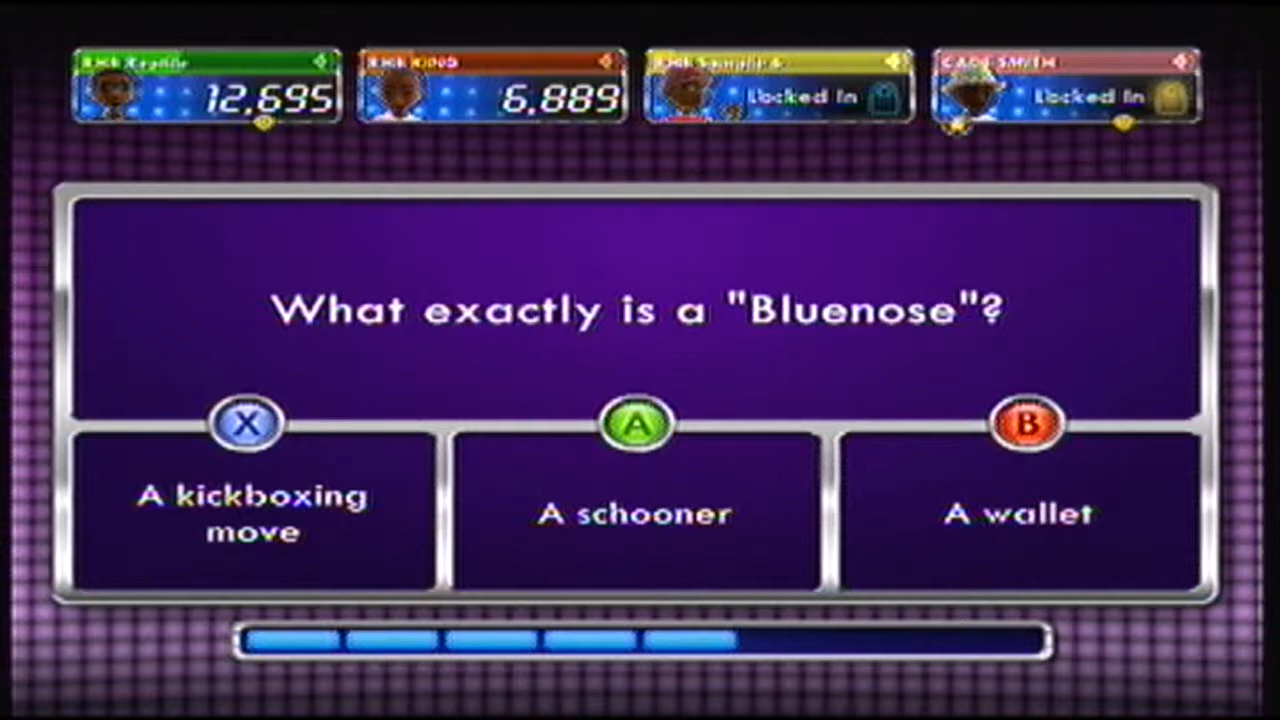 12,695
6,889
Locked In
Locked In
What exactly is a "Bluenose"?
X
A
B
A kickboxing
move
A schooner
A wallet